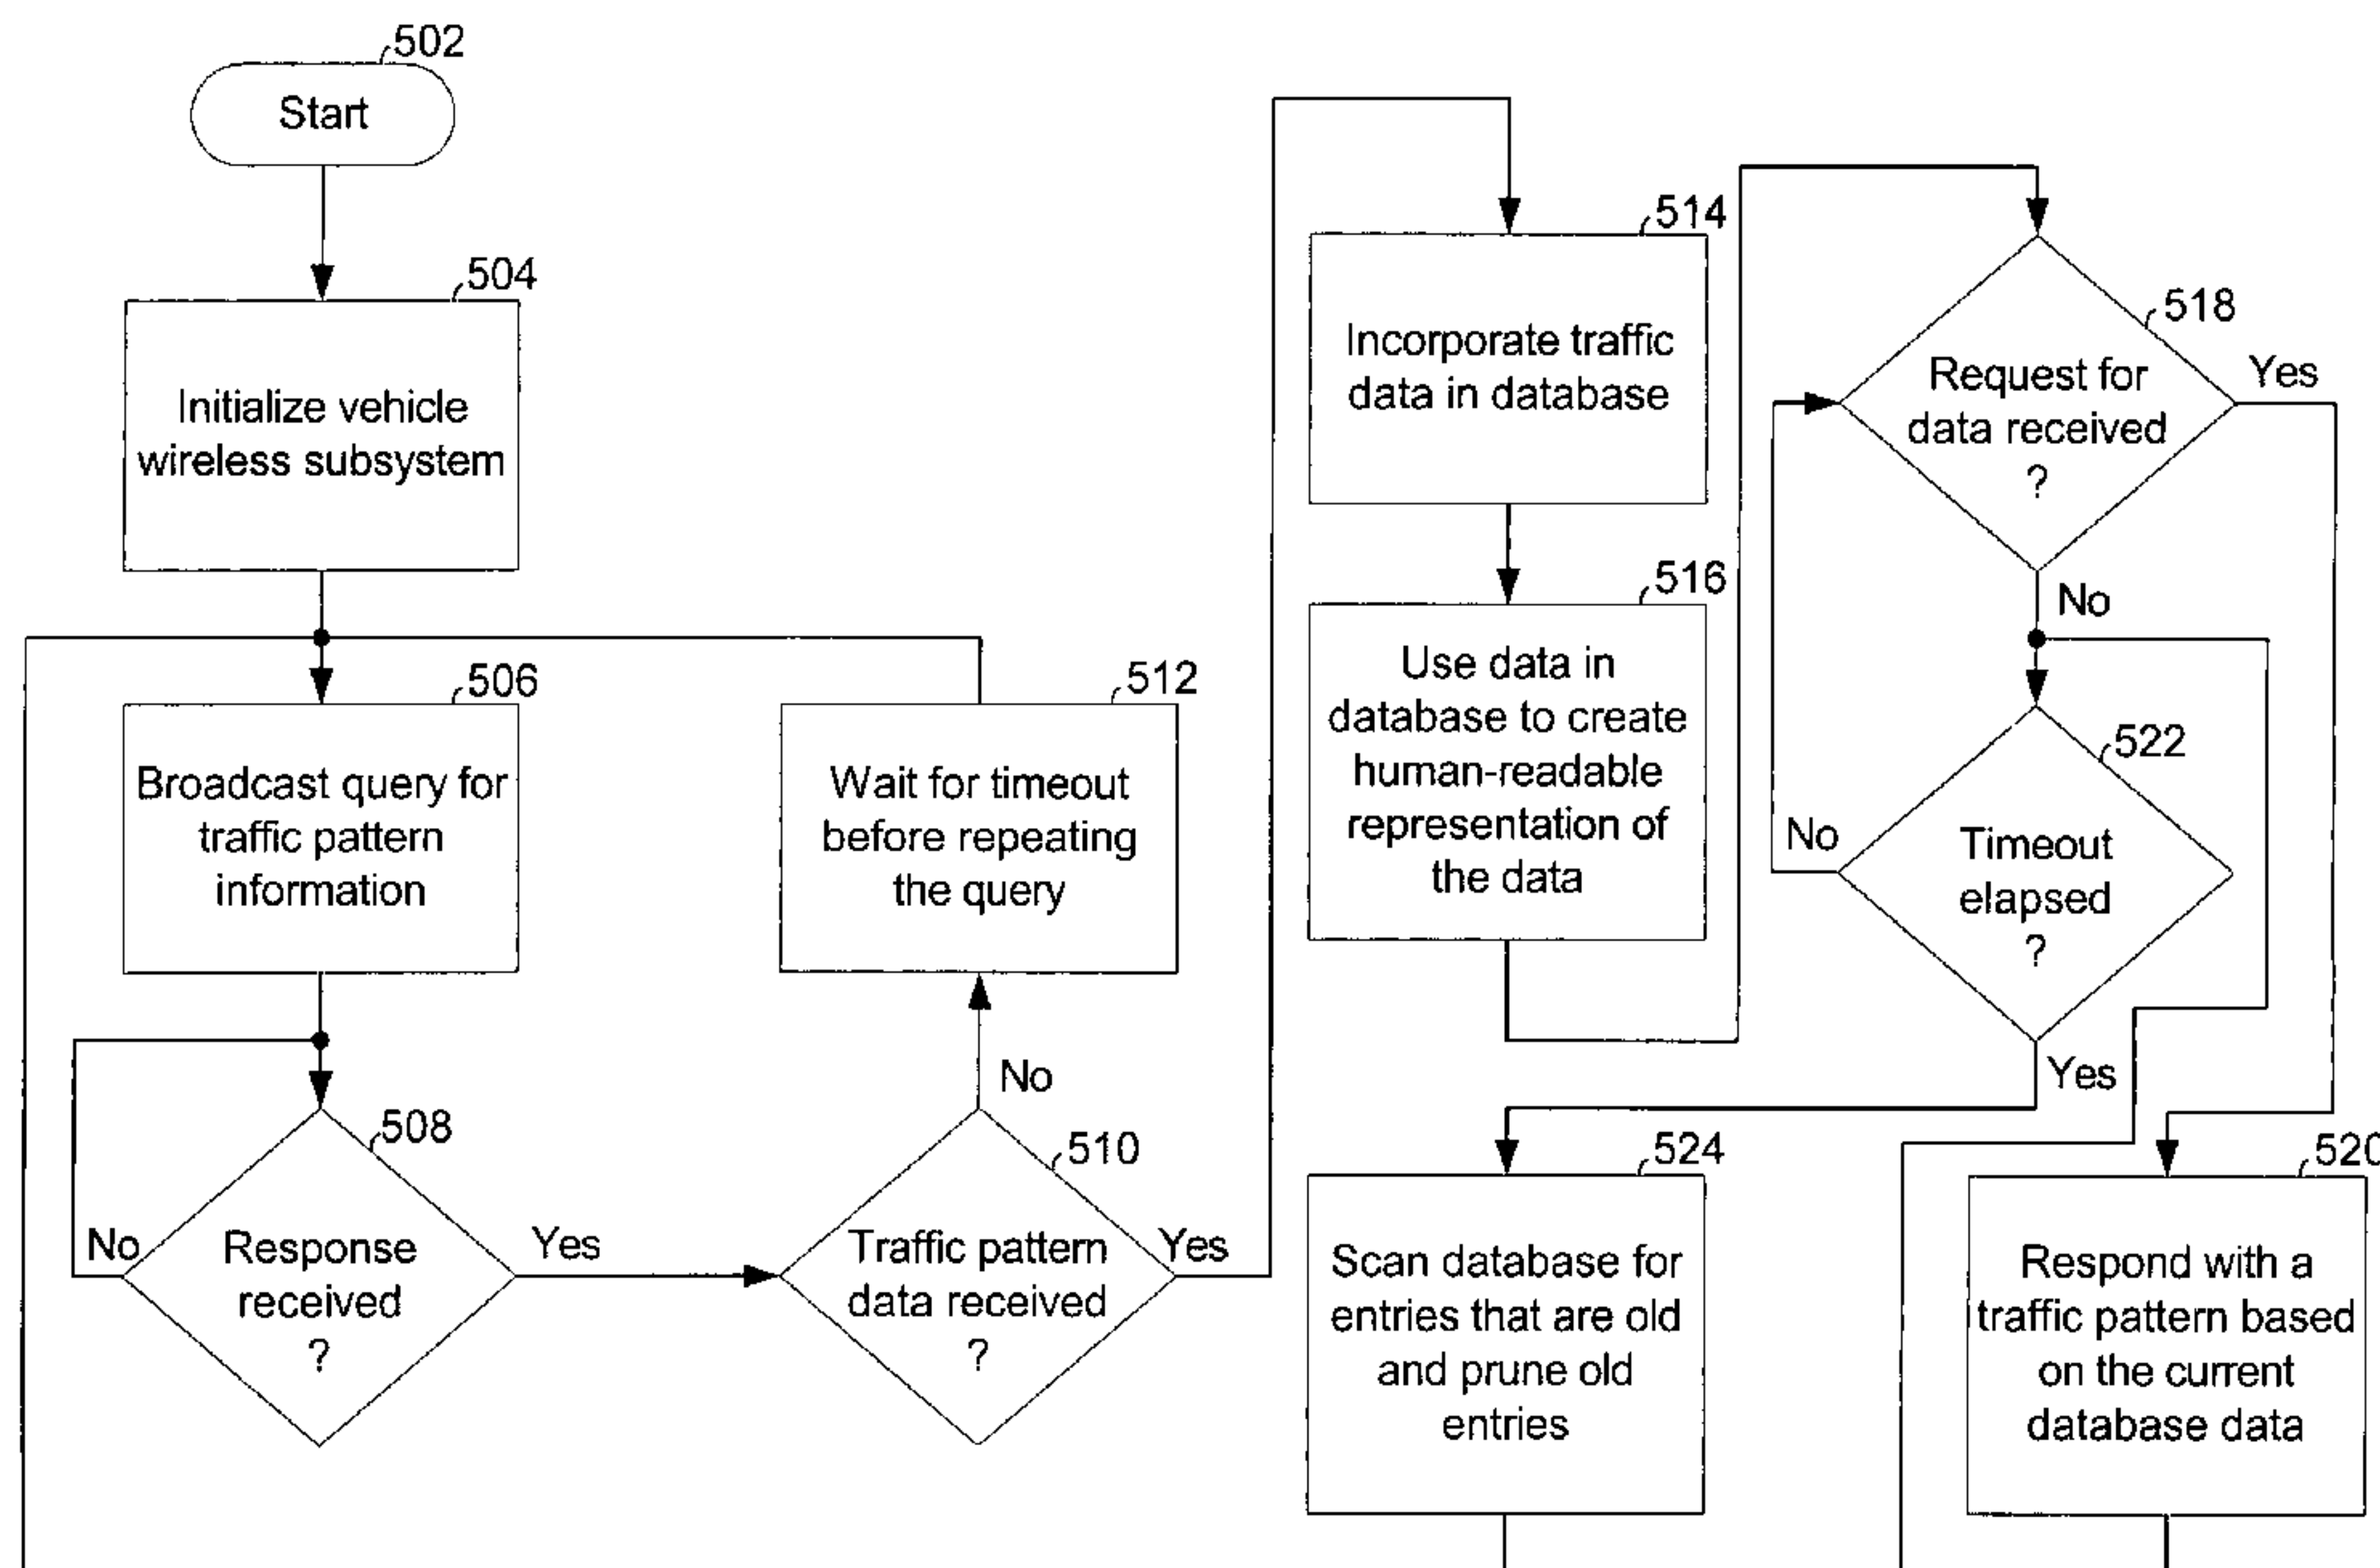 502
Start
504
Initialize vehicle
wireless subsystem
506
Broadcast query for
traffic pattern
information
508
Response
received
?
No
Yes
510
Traffic pattern
data received
?
No
Yes
512
Wait for timeout
before repeating
the query
514
Incorporate traffic
data in database
516
Use data in
database to create
human-readable
representation of
the data
518
Request for
data received
?
Yes
No
522
Timeout
elapsed
?
No
Yes
524
Scan database for
entries that are old
and prune old
entries
520
Respond with a
traffic pattern based
on the current
database data